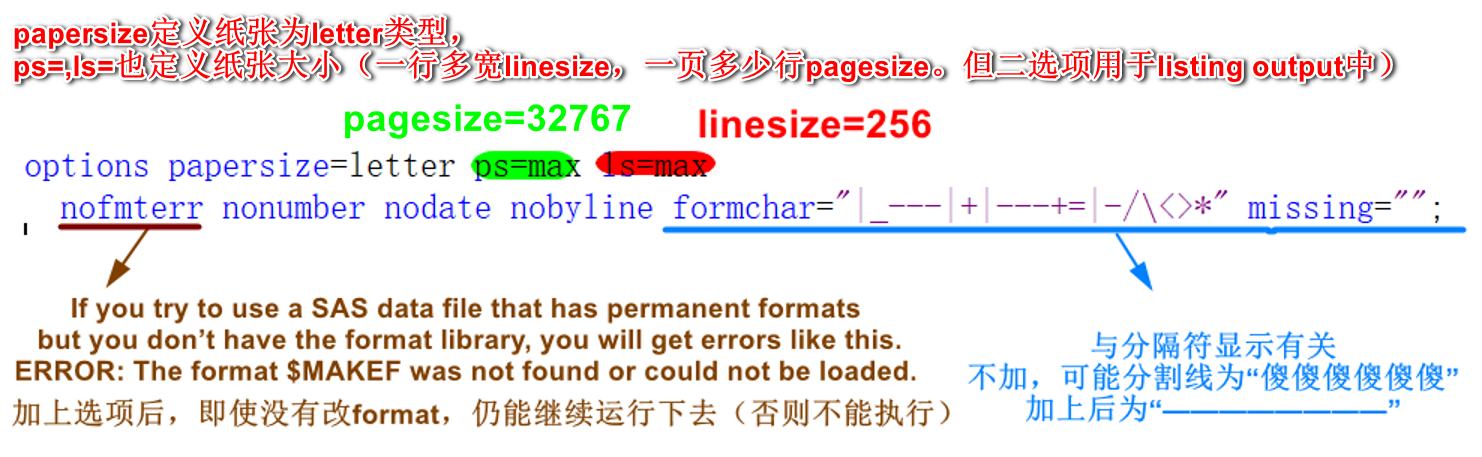 papersize定义纸张为letter类型，
ps=,ls=也定义纸张大小（一行多宽linesize，一页多少行pagesize。但二选项用于listing output中）
pagesize=32767 linesize=256
options papersize=letter ps=max ls=max
nofmterr nonumber nodate nobyline formchar="|_---|+|---+=|-/\<>*" missing="";
If you try to use a SAS data file that has permanent formats
but you don’t have the format library, you will get errors like this.
ERROR: The format $MAKEF was not found or could not be loaded.
加上选项后，即使没有改format，仍能继续运行下去（否则不能执行）
与分隔符显示有关
不加，可能分割线为“傻傻傻傻傻傻”
加上后为“————————”